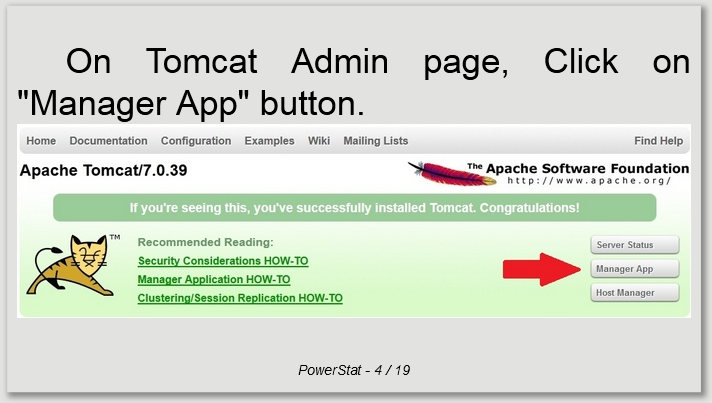 On Tomcat Admin page, Click on
"Manager App" button.
Home Documentation Configuration Examples Wiki Mailing Lists Find Help
Apache Tomcat/7.0.39
The Apache Software Foundation
http://www.apache.org/
If you're seeing this, you've successfully installed Tomcat. Congratulations!
TM
Recommended Reading:
Security Considerations HOW-TO
Manager Application HOW-TO
Clustering/Session Replication HOW-TO
Server Status
Manager App
Host Manager
PowerStat - 4 / 19